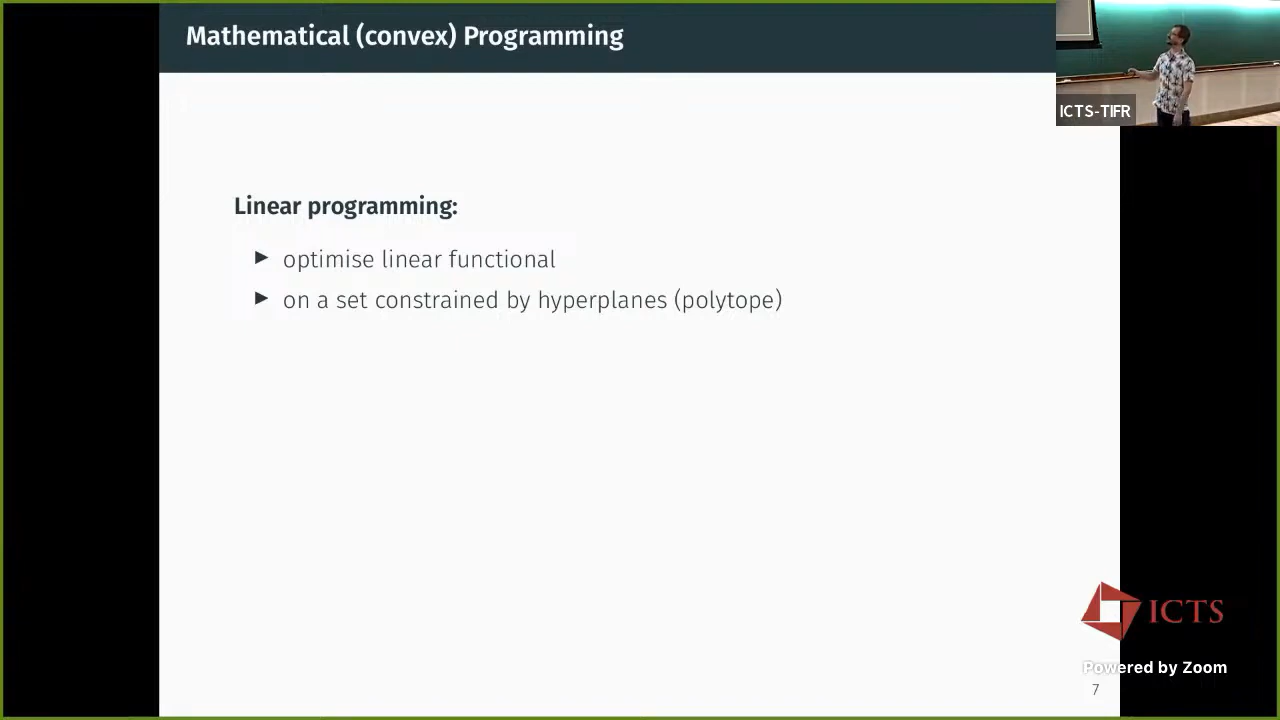 Mathematical (convex) Programming
ICTS-TIFR
Linear programming:
► optimise linear functional
► on a set constrained by hyperplanes (polytope)
ICTS
Powered by Zoom
7